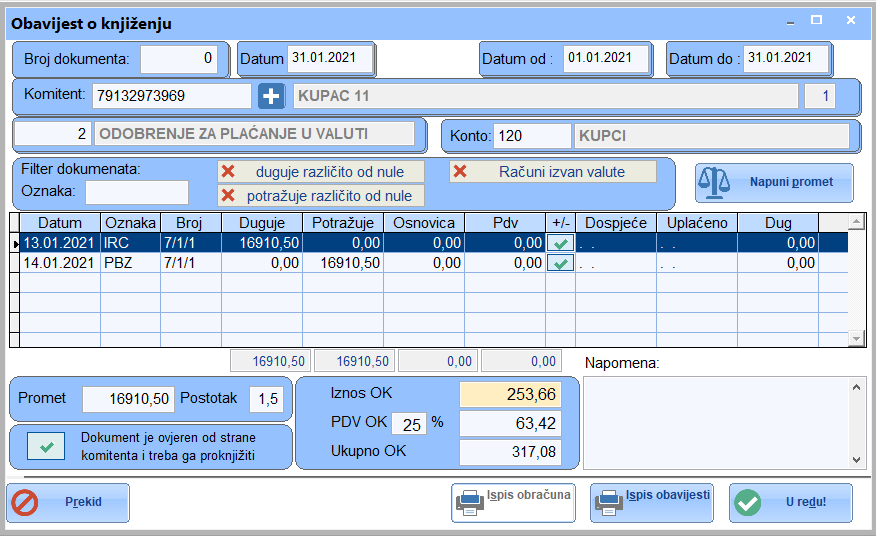 Obavijest o knjiženju
Broj dokumenta: 0 Datum 31.01.2021 Datum od : 01.01.2021 Datum do : 31.01.2021
Komitent: 79132973969 KUPAC 11 1
2 ODOBRENJE ZA PLAĆANJE U VALUTI Konto: 120 KUPCI
Filter dokumenata: duguje različito od nule Računi izvan valute
Oznaka: potražuje različito od nule Napuni promet
Datum Oznaka Broj Duguje Potražuje Osnovica Pdv +/- Dospjeće Uplaćeno Dug
13.01.2021 IRC 7/1/1 16910,50 0,00 0,00 0,00 . . . . 0,00
14.01.2021 PBZ 7/1/1 0,00 16910,50 0,00 0,00 . . . . 0,00
16910,50 16910,50 0,00 0,00 Napomena:
Promet 16910,50 Postotak 1,5 Iznos OK 253,66
PDV OK 25 % 63,42
Dokument je ovjeren od strane
komitenta i treba ga proknjižiti
Ukupno OK 317,08
Prekid Ispis obračuna Ispis obavijesti U redu!